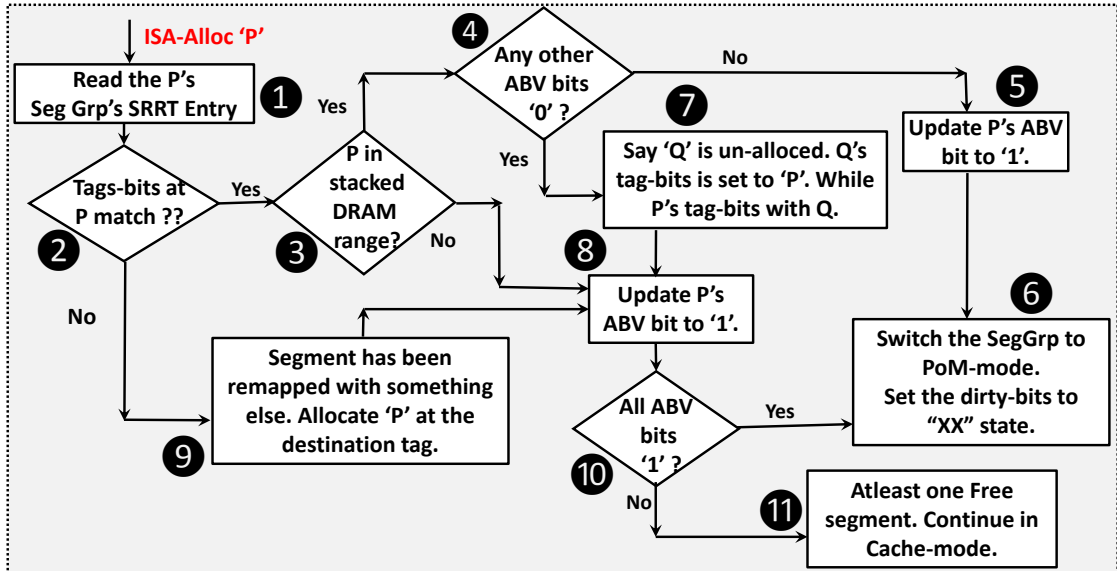 ISA-Alloc ‘P’
Read the P’s
Seg Grp’s SRRT Entry
1
Tags-bits at
P match ??
2
Yes
No
P in
stacked
DRAM
range?
3
Yes
No
4
Any other
ABV bits
‘0’ ?
No
Yes
5
Update P’s ABV
bit to ‘1’.
7
Say ‘Q’ is un-alloced. Q’s
tag-bits is set to ‘P’. While
P’s tag-bits with Q.
8
Update P’s
ABV bit to ‘1’.
6
Switch the SegGrp to
PoM-mode.
Set the dirty-bits to
“XX” state.
Segment has been
remapped with something
else. Allocate ‘P’ at the
destination tag.
9
All ABV
bits
‘1’ ?
10
Yes
No
11
Atleast one Free
segment. Continue in
Cache-mode.